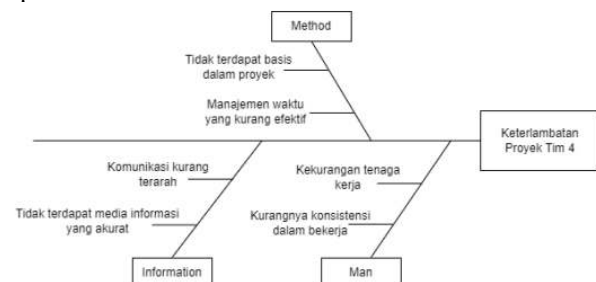 Method
Tidak terdapat basis
dalam proyek
Manajemen waktu
yang kurang efektif
Keterlambatan
Proyek Tim 4
Komunikasi kurang
terarah
Kekurangan tenaga
kerja
Tidak terdapat media informasi
yang akurat
Kurangnya konsistensi
dalam bekerja
Information
Man